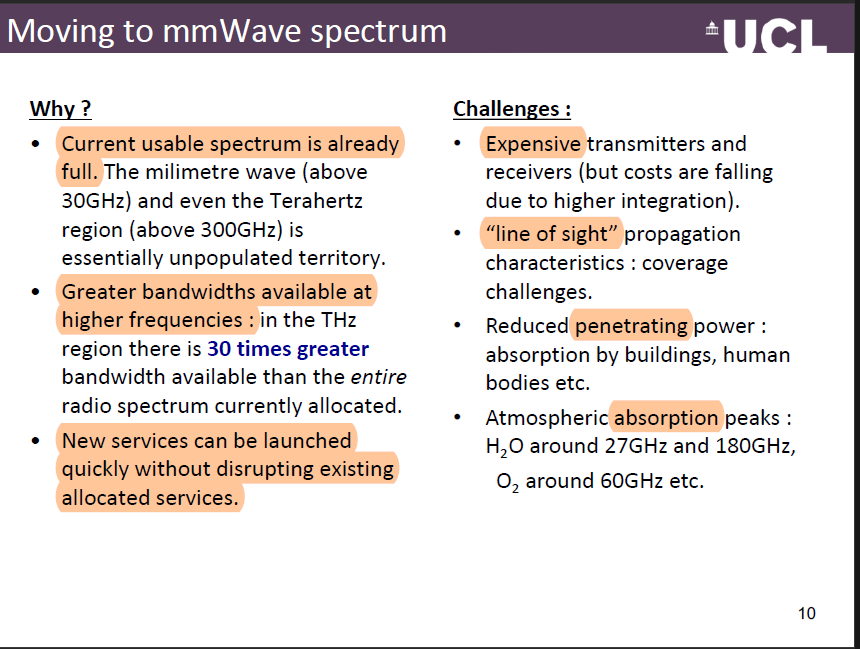 Moving to mmWave spectrum
UCL
Why ?
• Current usable spectrum is already
full. The milimetre wave (above
30GHz) and even the Terahertz
region (above 300GHz) is
essentially unpopulated territory.
• Greater bandwidths available at
higher frequencies : in the THz
region there is 30 times greater
bandwidth available than the entire
radio spectrum currently allocated.
• New services can be launched
quickly without disrupting existing
allocated services.
Challenges :
• Expensive transmitters and
receivers (but costs are falling
due to higher integration).
• “line of sight” propagation
characteristics : coverage
challenges.
• Reduced penetrating power :
absorption by buildings, human
bodies etc.
• Atmospheric absorption peaks :
H₂O around 27GHz and 180GHz,
O₂ around 60GHz etc.
10